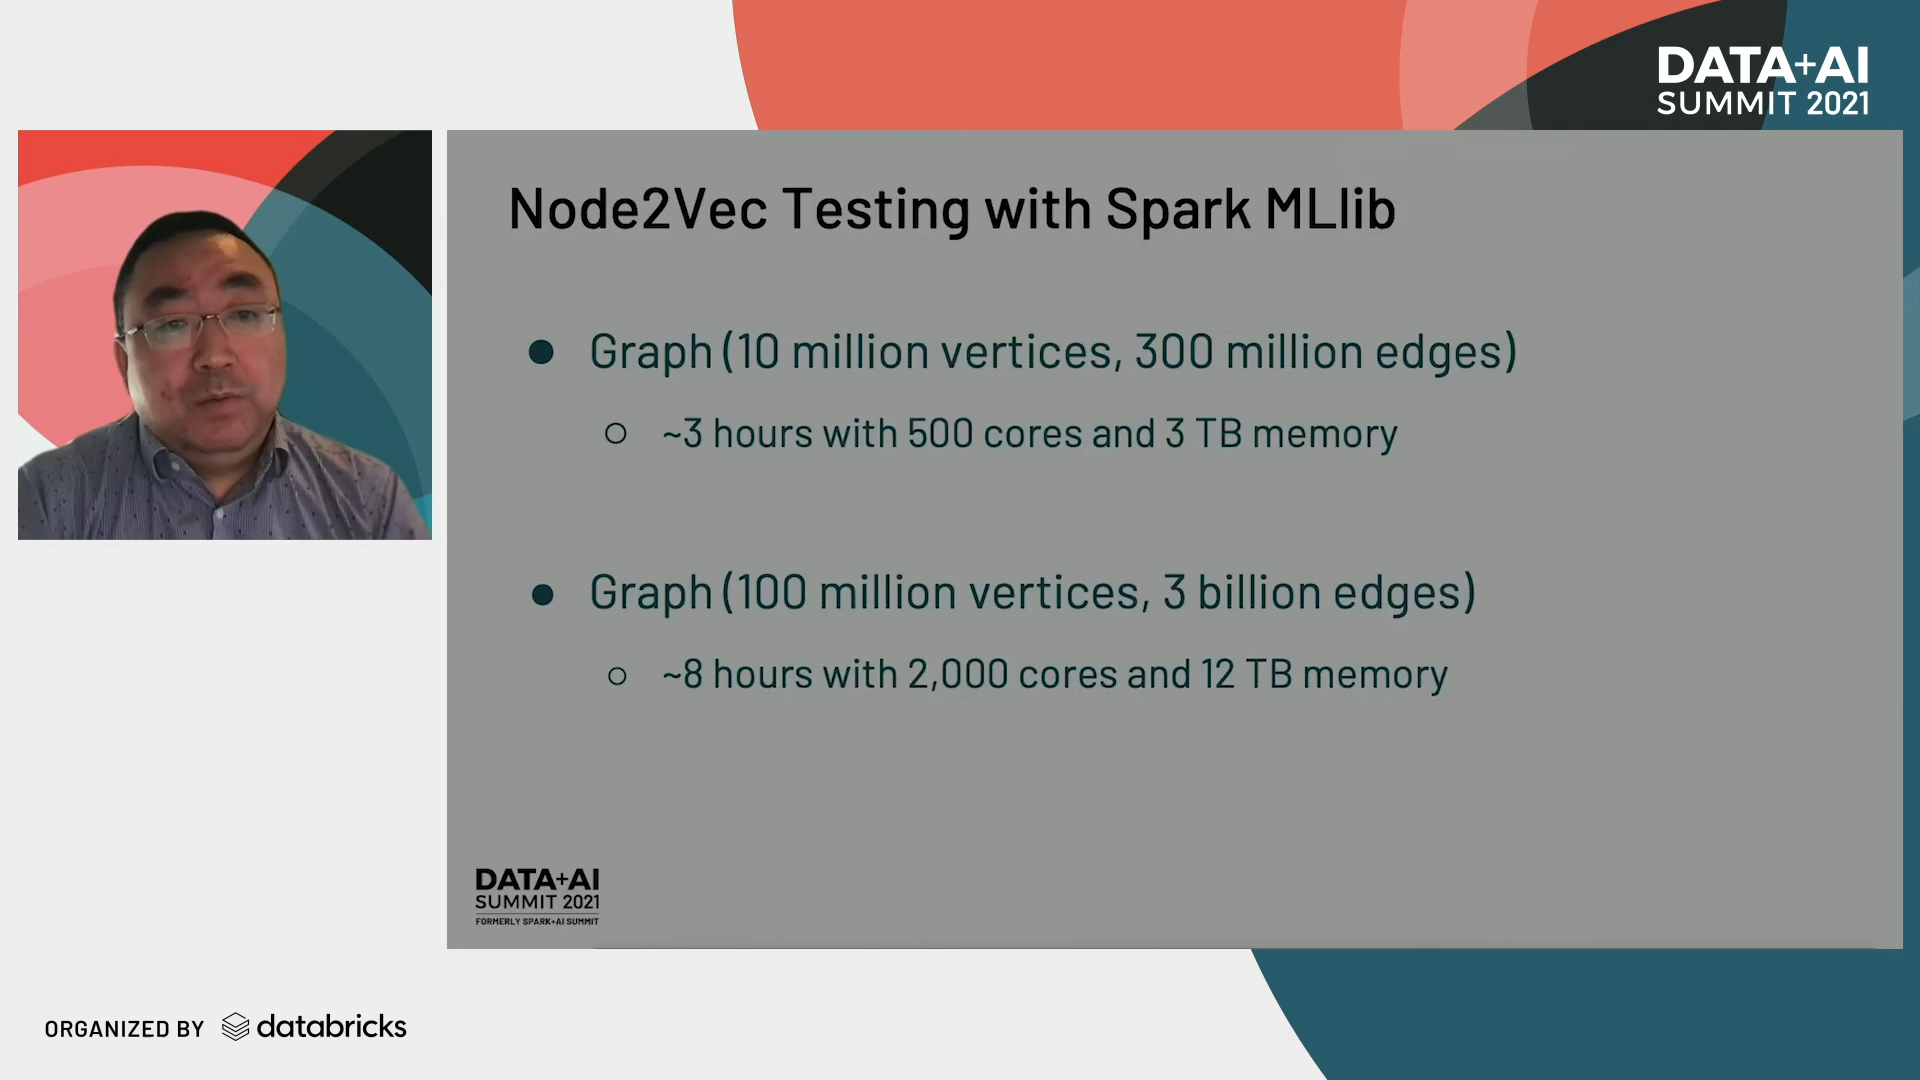 DATA+AI
SUMMIT 2021
Node2Vec Testing with Spark MLlib
● Graph (10 million vertices, 300 million edges)
○ ~3 hours with 500 cores and 3 TB memory
● Graph (100 million vertices, 3 billion edges)
○ ~8 hours with 2,000 cores and 12 TB memory
DATA+AI
SUMMIT 2021
FORMERLY SPARK+AI SUMMIT
ORGANIZED BY databricks